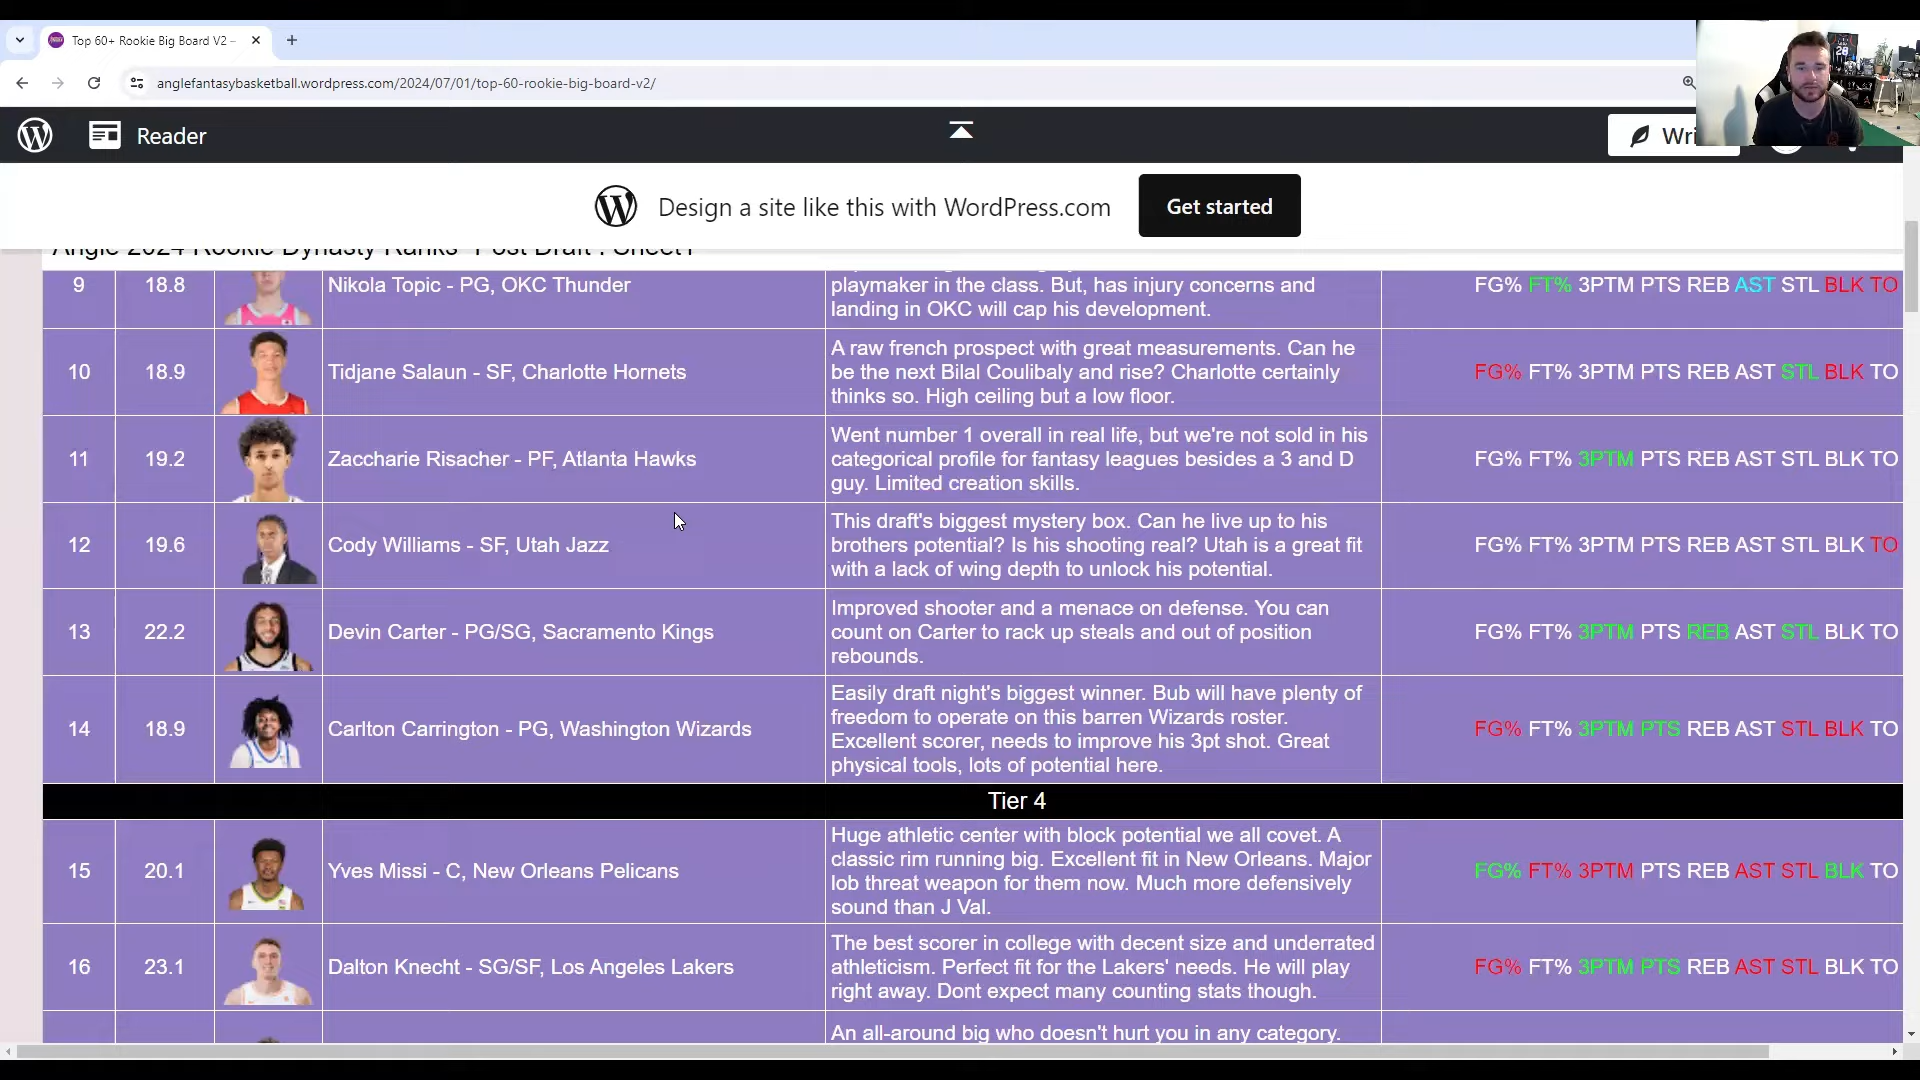 Top 60+ Rookie Big Board V2 –
anglefantasybasketball.wordpress.com/2024/07/01/top-60-rookie-big-board-v2/
Reader
Wri
Design a site like this with WordPress.com
Get started
Angle 2024 Rookie Dynasty Ranks
Post Draft : Sheet1
9
18.8
Nikola Topic - PG, OKC Thunder
playmaker in the class. But, has injury concerns and
landing in OKC will cap his development.
FG% FT% 3PTM PTS REB AST STL BLK TO
10
18.9
Tidjane Salaun - SF, Charlotte Hornets
A raw french prospect with great measurements. Can he
be the next Bilal Coulibaly and rise? Charlotte certainly
thinks so. High ceiling but a low floor.
FG% FT% 3PTM PTS REB AST STL BLK TO
11
19.2
Zaccharie Risacher - PF, Atlanta Hawks
Went number 1 overall in real life, but we're not sold in his
categorical profile for fantasy leagues besides a 3 and D
guy. Limited creation skills.
FG% FT% 3PTM PTS REB AST STL BLK TO
12
19.6
Cody Williams - SF, Utah Jazz
This draft's biggest mystery box. Can he live up to his
brothers potential? Is his shooting real? Utah is a great fit
with a lack of wing depth to unlock his potential.
FG% FT% 3PTM PTS REB AST STL BLK TO
13
22.2
Devin Carter - PG/SG, Sacramento Kings
Improved shooter and a menace on defense. You can
count on Carter to rack up steals and out of position
rebounds.
FG% FT% 3PTM PTS REB AST STL BLK TO
14
18.9
Carlton Carrington - PG, Washington Wizards
Easily draft night's biggest winner. Bub will have plenty of
freedom to operate on this barren Wizards roster.
Excellent scorer, needs to improve his 3pt shot. Great
physical tools, lots of potential here.
FG% FT% 3PTM PTS REB AST STL BLK TO
Tier 4
15
20.1
Yves Missi - C, New Orleans Pelicans
Huge athletic center with block potential we all covet. A
classic rim running big. Excellent fit in New Orleans. Major
lob threat weapon for them now. Much more defensively
sound than J Val.
FG% FT% 3PTM PTS REB AST STL BLK TO
16
23.1
Dalton Knecht - SG/SF, Los Angeles Lakers
The best scorer in college with decent size and underrated
athleticism. Perfect fit for the Lakers' needs. He will play
right away. Dont expect many counting stats though.
FG% FT% 3PTM PTS REB AST STL BLK TO
An all-around big who doesn't hurt you in any category.